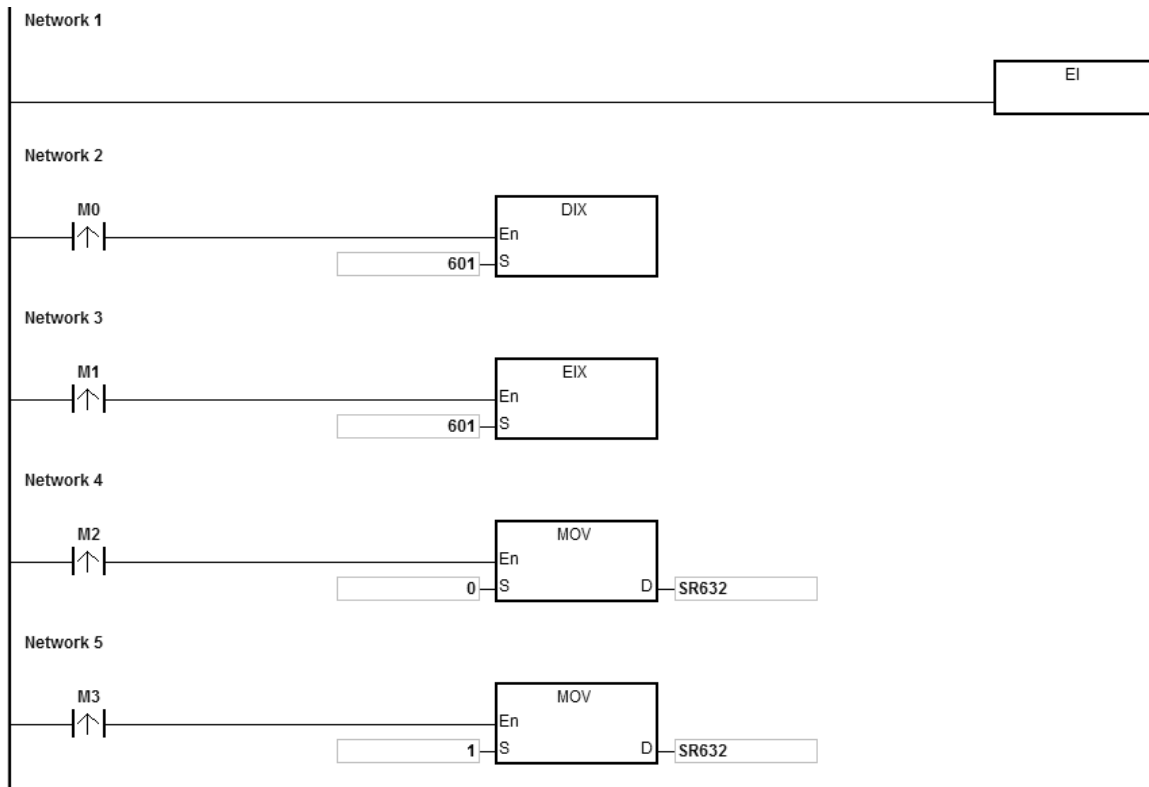 Network 1
EI
Network 2
M0
DIX
En
601 S
Network 3
M1
EIX
En
601 S
Network 4
M2
MOV
En
0 S D SR632
Network 5
M3
MOV
En
1 S D SR632